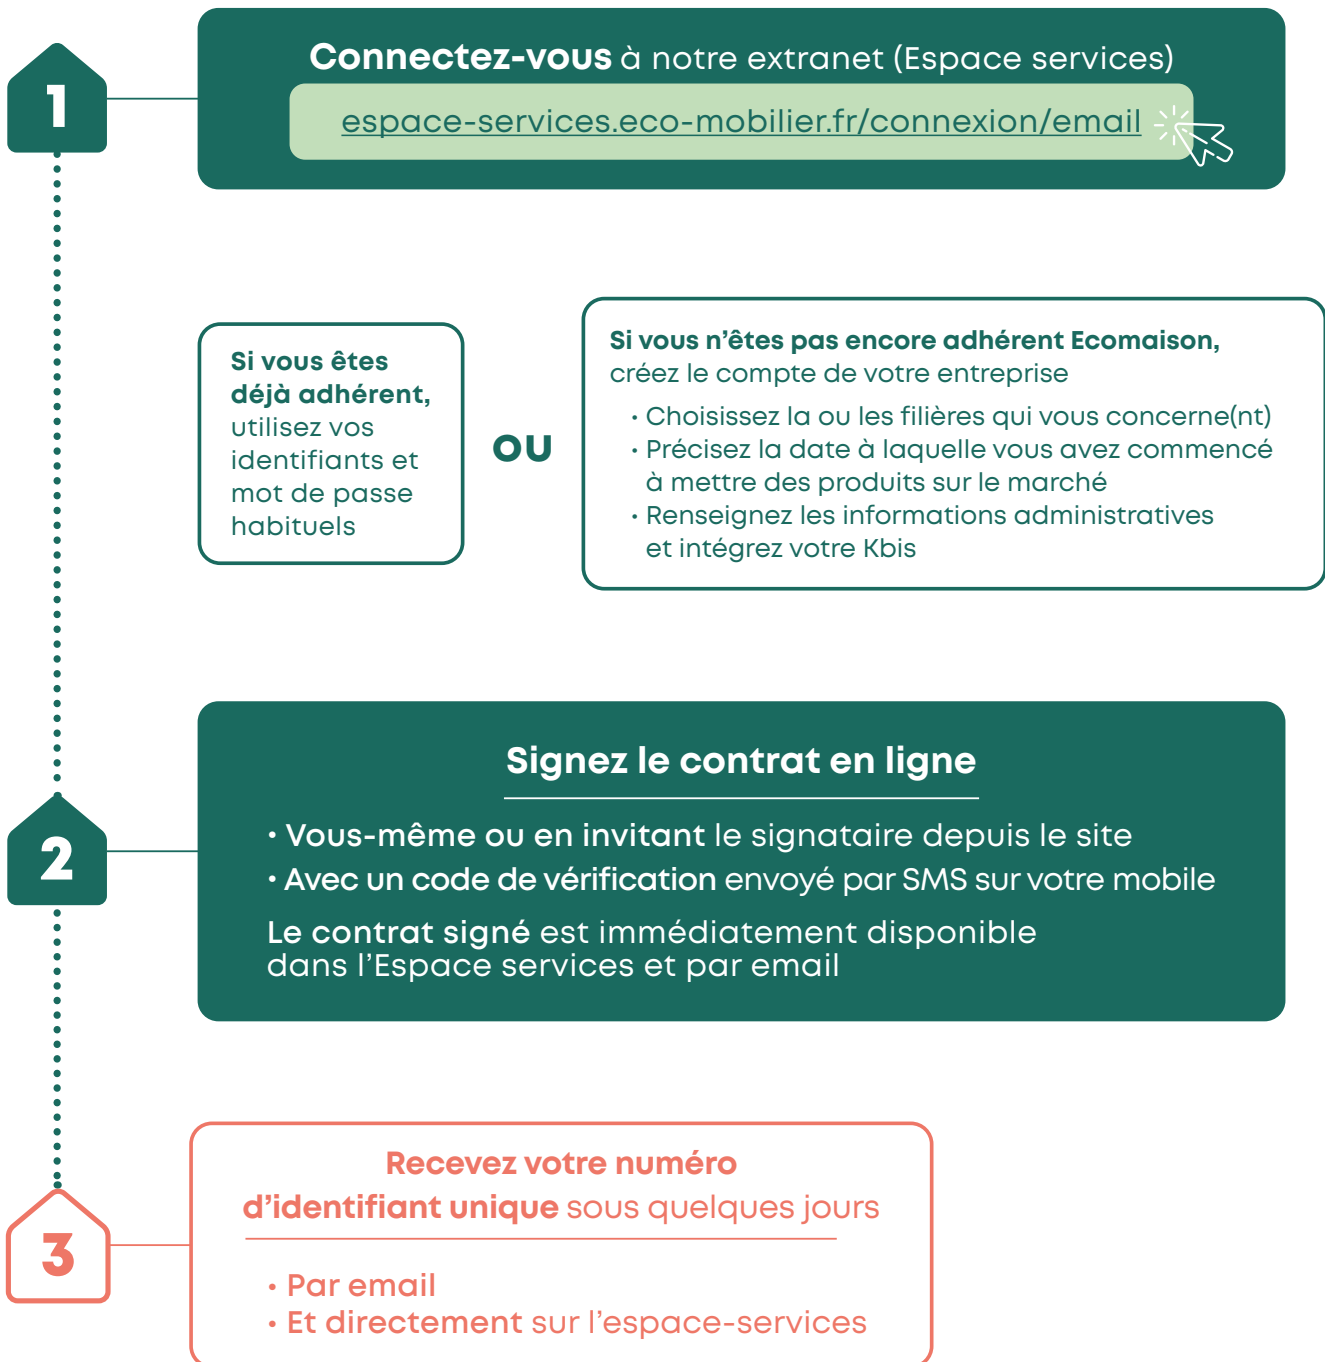 1
Connectez-vous à notre extranet (Espace services)
espace-services.eco-mobilier.fr/connexion/email
Si vous êtes
déjà adhérent,
utilisez vos
identifiants et
mot de passe
habituels
ou
Si vous n’êtes pas encore adhérent Ecomaison,
créez le compte de votre entreprise
• Choisissez la ou les filières qui vous concerne(nt)
• Précisez la date à laquelle vous avez commencé
à mettre des produits sur le marché
• Renseignez les informations administratives
et intégrez votre Kbis
2
Signez le contrat en ligne
• Vous-même ou en invitant le signataire depuis le site
• Avec un code de vérification envoyé par SMS sur votre mobile
Le contrat signé est immédiatement disponible
dans l’Espace services et par email
3
Recevez votre numéro
d’identifiant unique sous quelques jours
• Par email
• Et directement sur l’espace-services